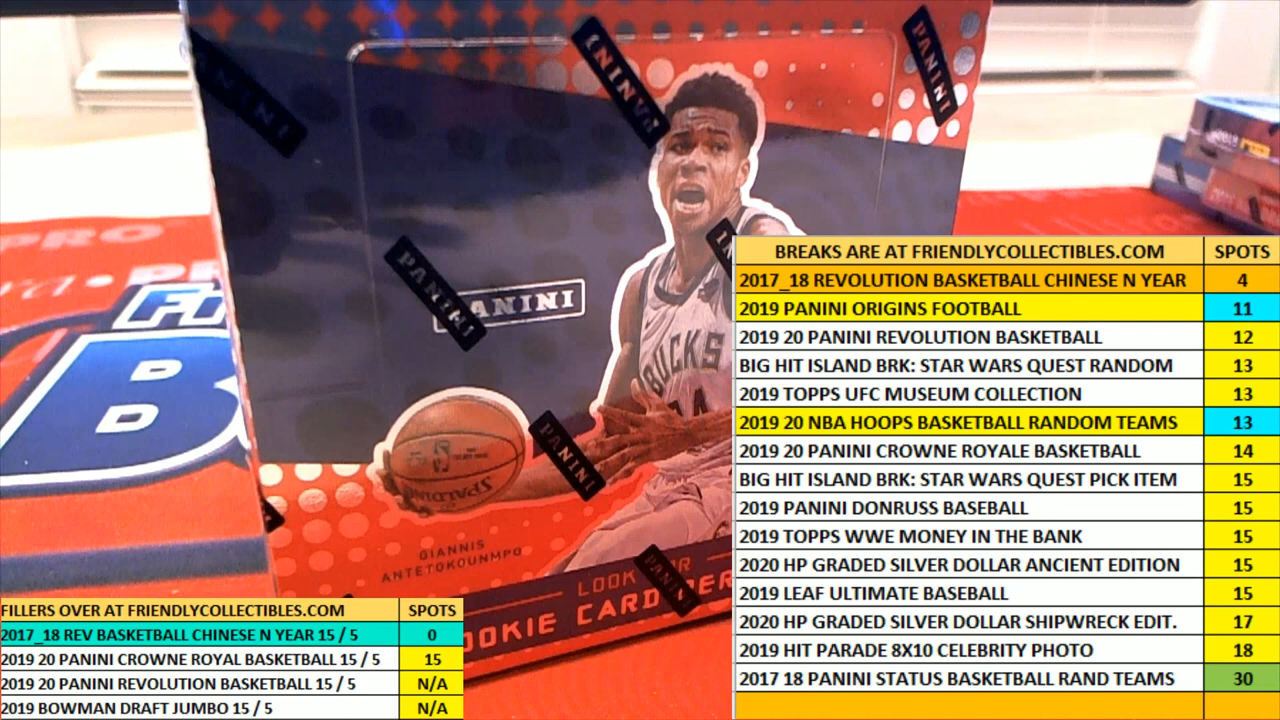 PANINI
PANINI
PANINI
PRO
PANINI
PANINI
BUCKS
SPALDING
PANINI
GIANNIS
ANTETOKOUNMPO
PANINI
LOOK
OOKIE CARD
BREAKS ARE AT FRIENDLYCOLLECTIBLES.COM SPOTS
2017_18 REVOLUTION BASKETBALL CHINESE N YEAR 4
2019 PANINI ORIGINS FOOTBALL 11
2019 20 PANINI REVOLUTION BASKETBALL 12
BIG HIT ISLAND BRK: STAR WARS QUEST RANDOM 13
2019 TOPPS UFC MUSEUM COLLECTION 13
2019 20 NBA HOOPS BASKETBALL RANDOM TEAMS 13
2019 20 PANINI CROWNE ROYALE BASKETBALL 14
BIG HIT ISLAND BRK: STAR WARS QUEST PICK ITEM 15
2019 PANINI DONRUSS BASEBALL 15
2019 TOPPS WWE MONEY IN THE BANK 15
2020 HP GRADED SILVER DOLLAR ANCIENT EDITION 15
2019 LEAF ULTIMATE BASEBALL 15
2020 HP GRADED SILVER DOLLAR SHIPWRECK EDIT. 17
2019 HIT PARADE 8X10 CELEBRITY PHOTO 18
2017 18 PANINI STATUS BASKETBALL RAND TEAMS 30
FILLERS OVER AT FRIENDLYCOLLECTIBLES.COM SPOTS
2017_18 REV BASKETBALL CHINESE N YEAR 15 / 5 0
2019 20 PANINI CROWNE ROYAL BASKETBALL 15 / 5 15
2019 20 PANINI REVOLUTION BASKETBALL 15 / 5 N/A
2019 BOWMAN DRAFT JUMBO 15 / 5 N/A